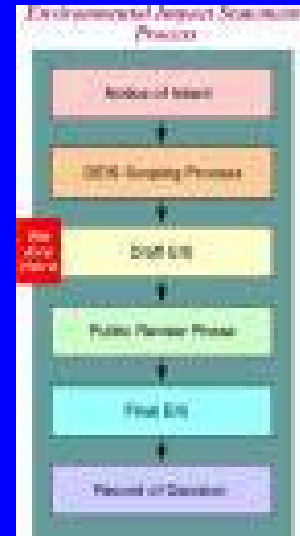 Environmental Impact Statement
Process
Notice of Intent
DEIS Scoping Process
Draft EIS
Public Review Phase
Final EIS
Record of Decision